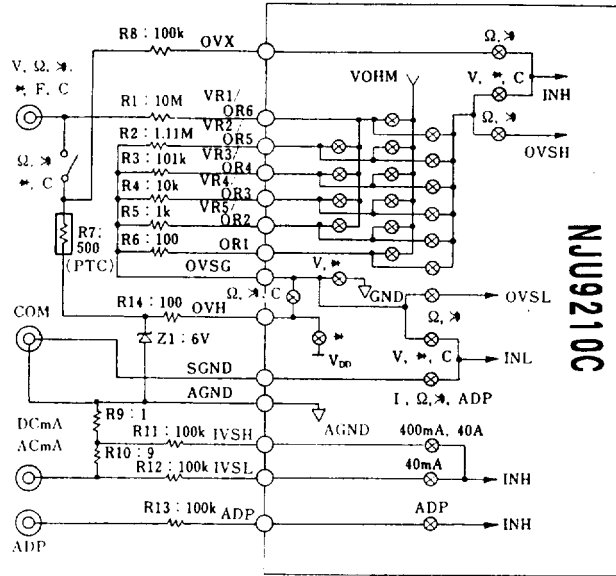 R8：100k OVX
Ω,
V, Ω,
, F, C
VOHM
V, , C
INH
R1：10M VR1/
OR6
Ω,
OVSH
R2：1.11M VR2/
OR5
R3：101k VR3/
OR4
Ω,
, C
R4：10k VR4/
OR3
R5：1k VR5/
OR2
R6：100 OR1
R7：
500
(PTC)
OVSG
V,
GND
Ω, , C
OVSL
R14：100 OVH
Ω,
COM
Z1：6V
VDD
V, , C
INL
SGND
I, Ω, , ADP
AGND
AGND
DCmA
ACmA
R9：1
R11：100k IVSH
400mA, 40A
R10：9
R12：100k IVSL
40mA
INH
R13：100k ADP
ADP
INH
ADP
NJU9210C